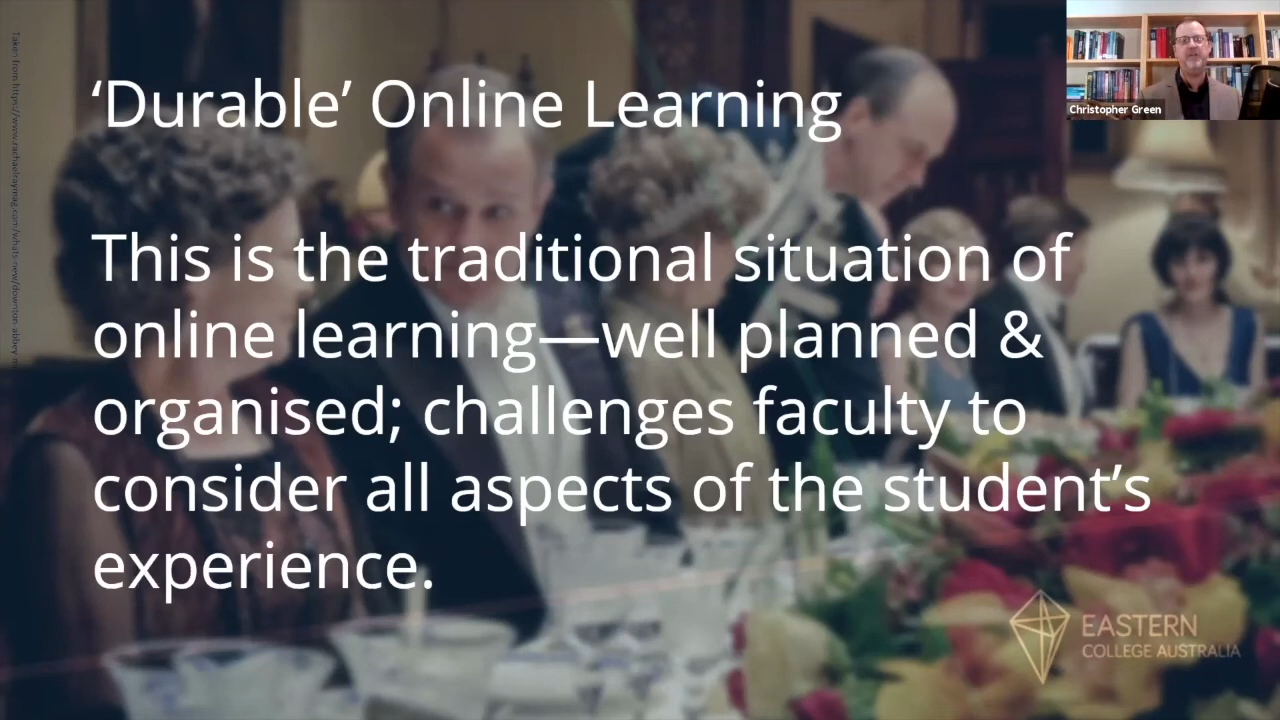 ‘Durable’ Online Learning
This is the traditional situation of
online learning—well planned &
organised; challenges faculty to
consider all aspects of the student’s
experience.
Christopher Green
EASTERN
COLLEGE AUSTRALIA